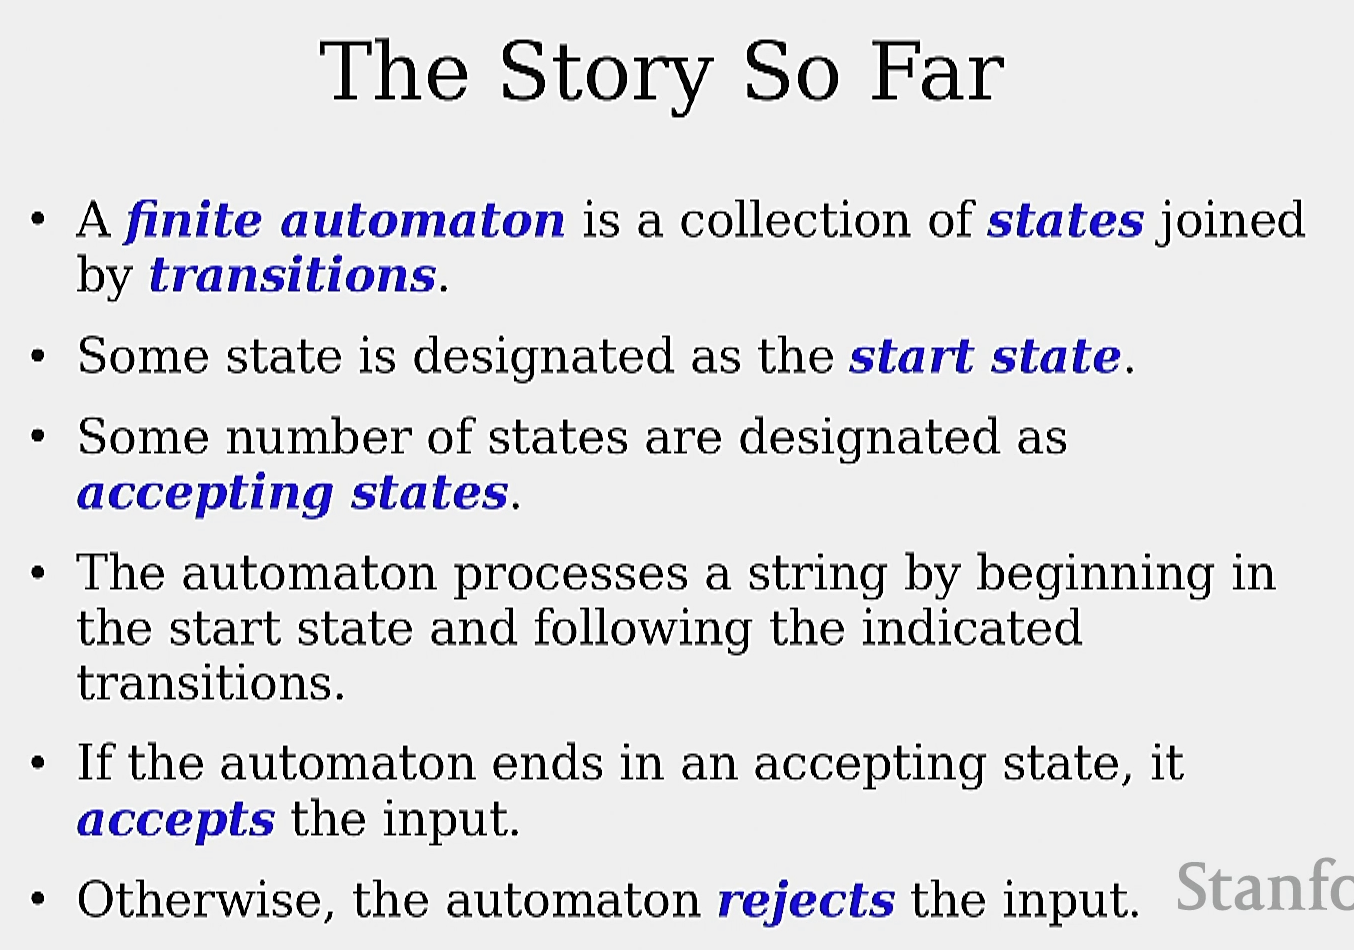 The Story So Far
• A finite automaton is a collection of states joined
by transitions.
• Some state is designated as the start state.
• Some number of states are designated as
accepting states.
• The automaton processes a string by beginning in
the start state and following the indicated
transitions.
• If the automaton ends in an accepting state, it
accepts the input.
• Otherwise, the automaton rejects the input.
Stanfo